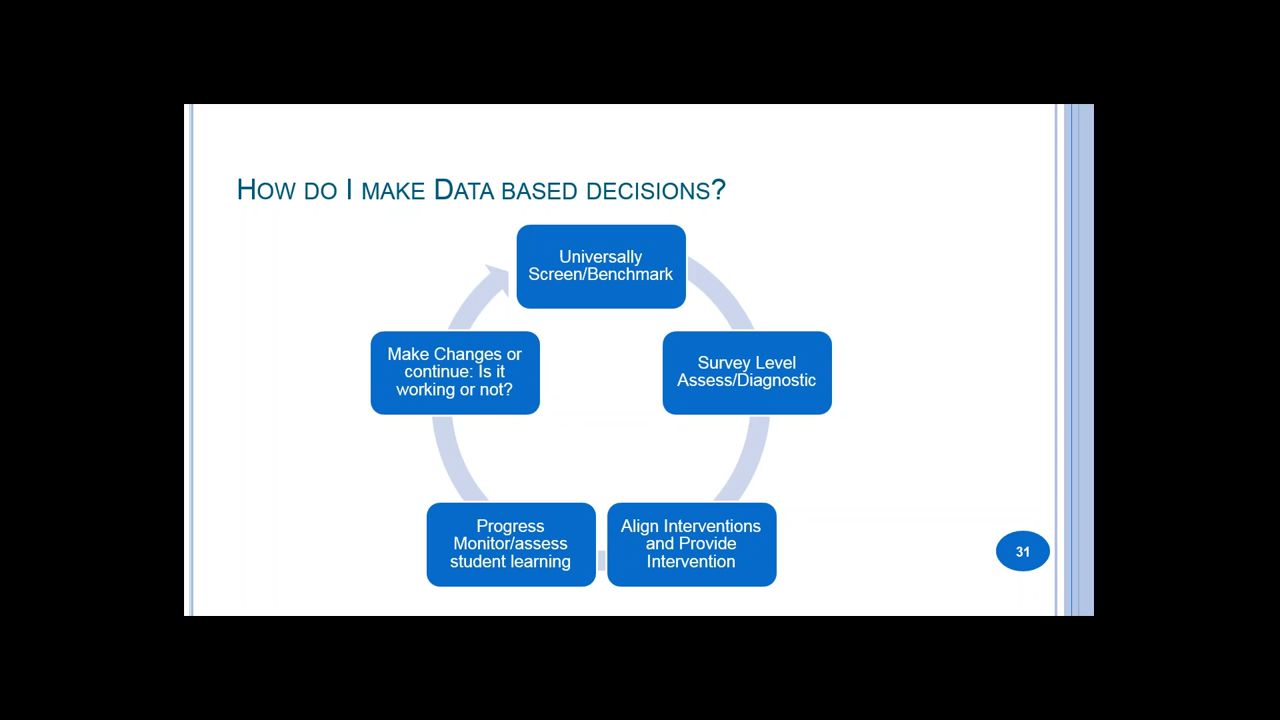 How do I make Data based decisions?
Universally
Screen/Benchmark
Survey Level
Assess/Diagnostic
Align Interventions
and Provide
Intervention
Progress
Monitor/assess
student learning
Make Changes or
continue: Is it
working or not?
31